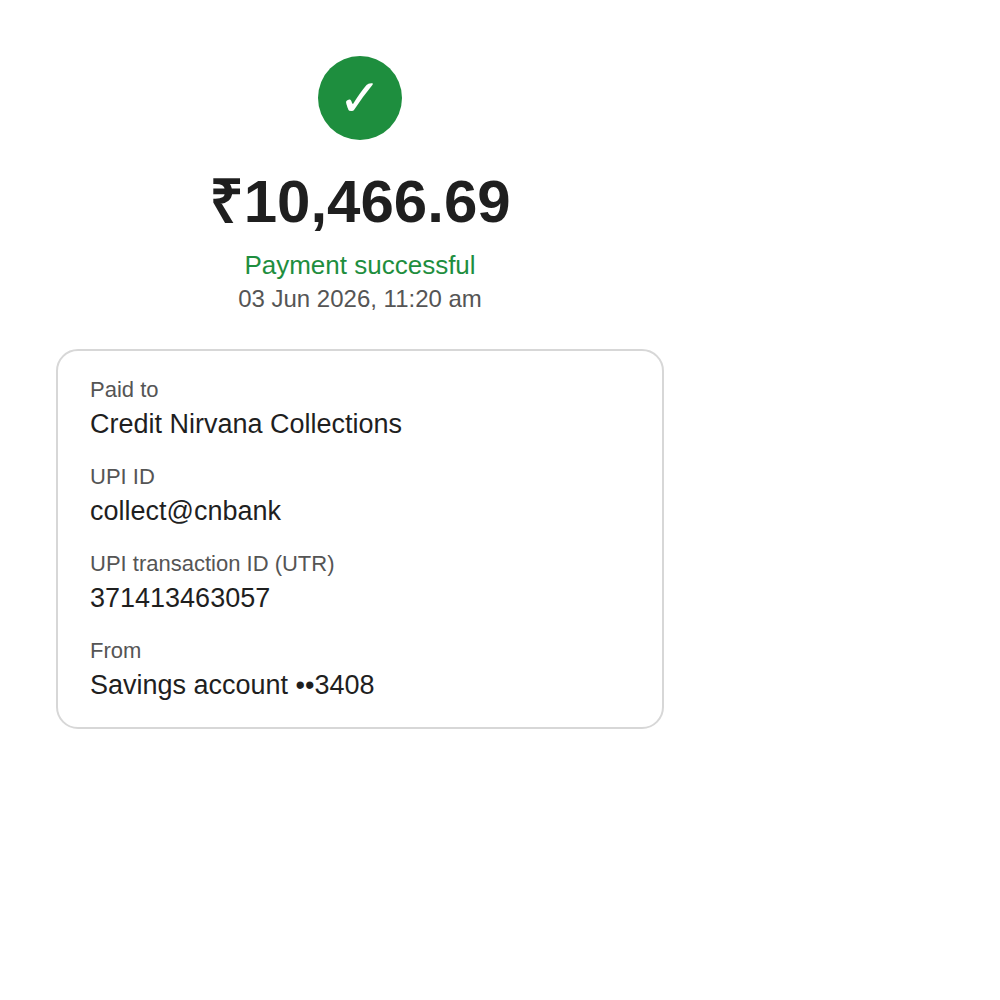 ✓
₹10,466.69
Payment successful
03 Jun 2026, 11:20 am
Paid to
Credit Nirvana Collections
UPI ID
collect@cnbank
UPI transaction ID (UTR)
371413463057
From
Savings account ••3408